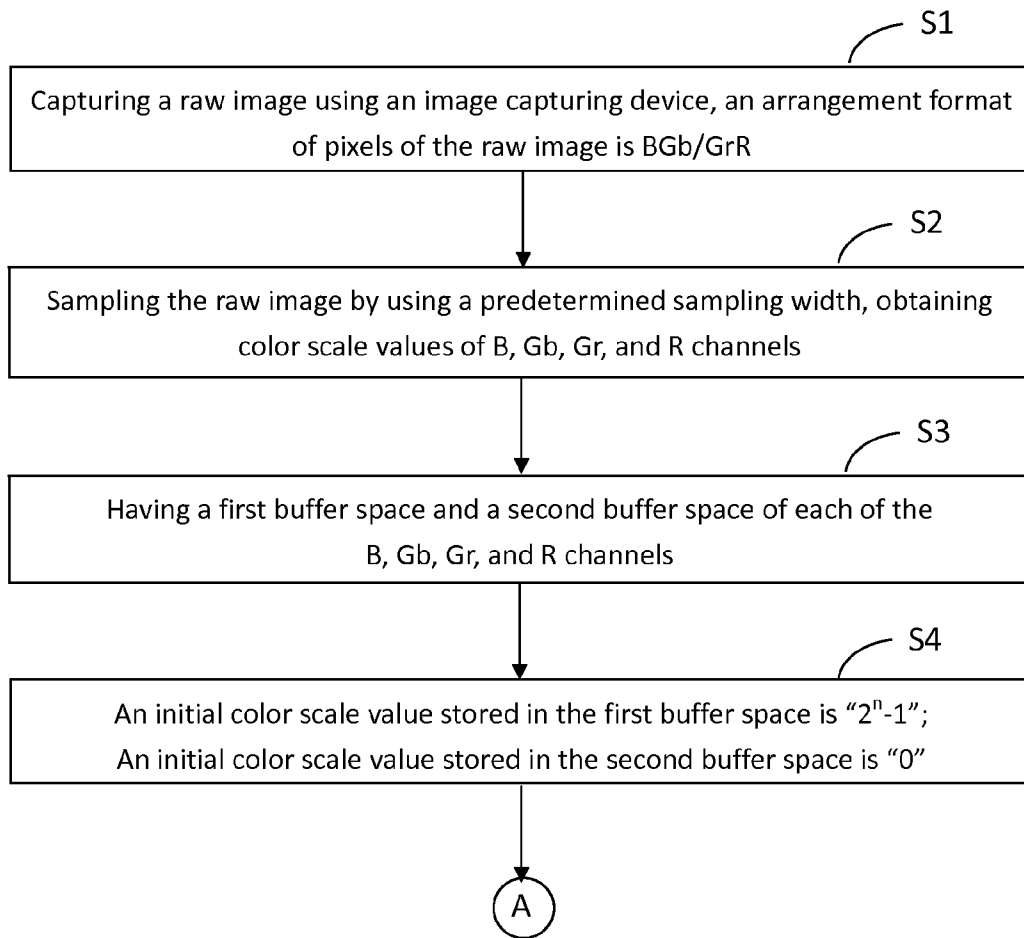 S1
Capturing a raw image using an image capturing device, an arrangement format
of pixels of the raw image is BGb/GrR
S2
Sampling the raw image by using a predetermined sampling width, obtaining
color scale values of B, Gb, Gr, and R channels
S3
Having a first buffer space and a second buffer space of each of the
B, Gb, Gr, and R channels
S4
An initial color scale value stored in the first buffer space is “2ⁿ-1”;
An initial color scale value stored in the second buffer space is “0”
A